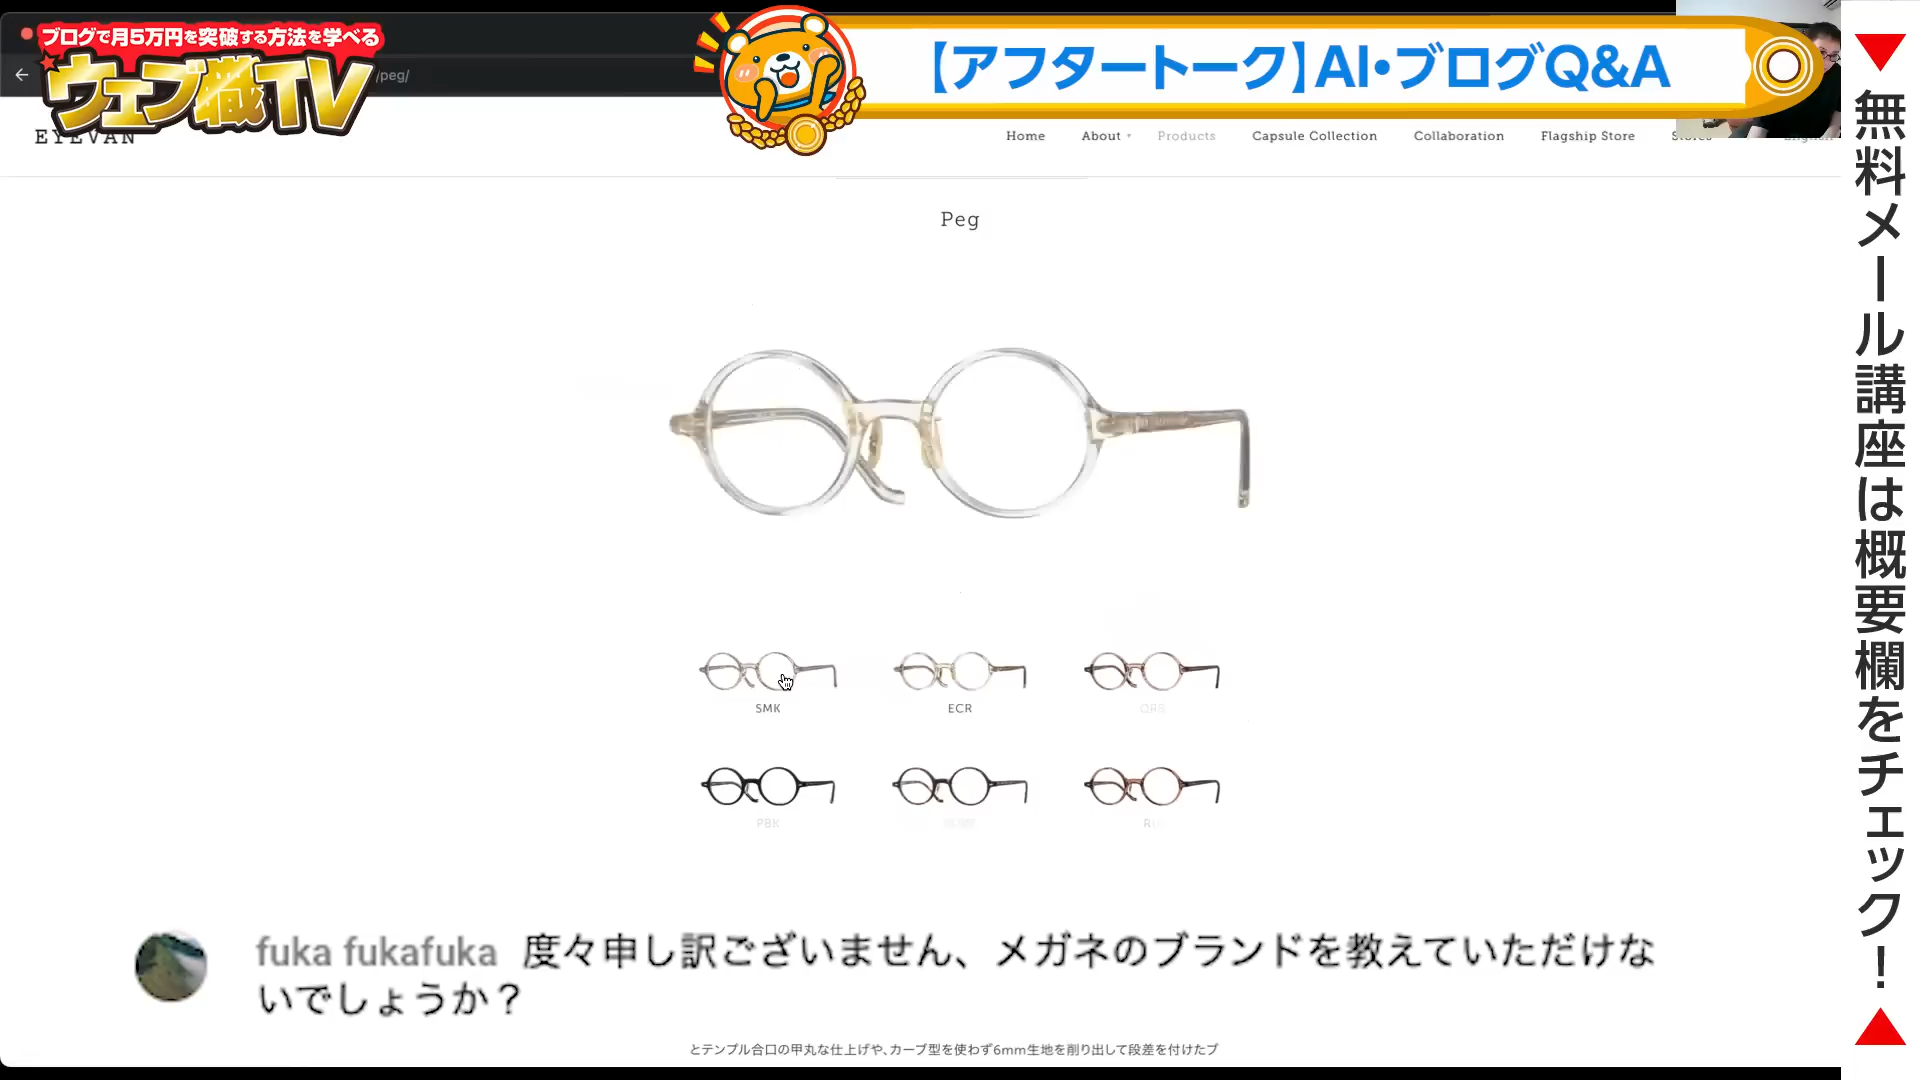 ブログで月5万円を突破する方法を学べる
ウェブ職TV
/peg/
【アフタートーク】AI・ブログQ&A
EYEVAN
Home About Products Capsule Collection Collaboration Flagship Store Stores English
Peg
SMK ECR
PBK
fuka fukafuka 度々申し訳ございません、メガネのブランドを教えていただけな
いでしょうか？
とテンプル合口の甲丸な仕上げや、カーブ型を使わず6mm生地を削り出して段差を付けたブ
無料メール講座は概要欄をチェック！